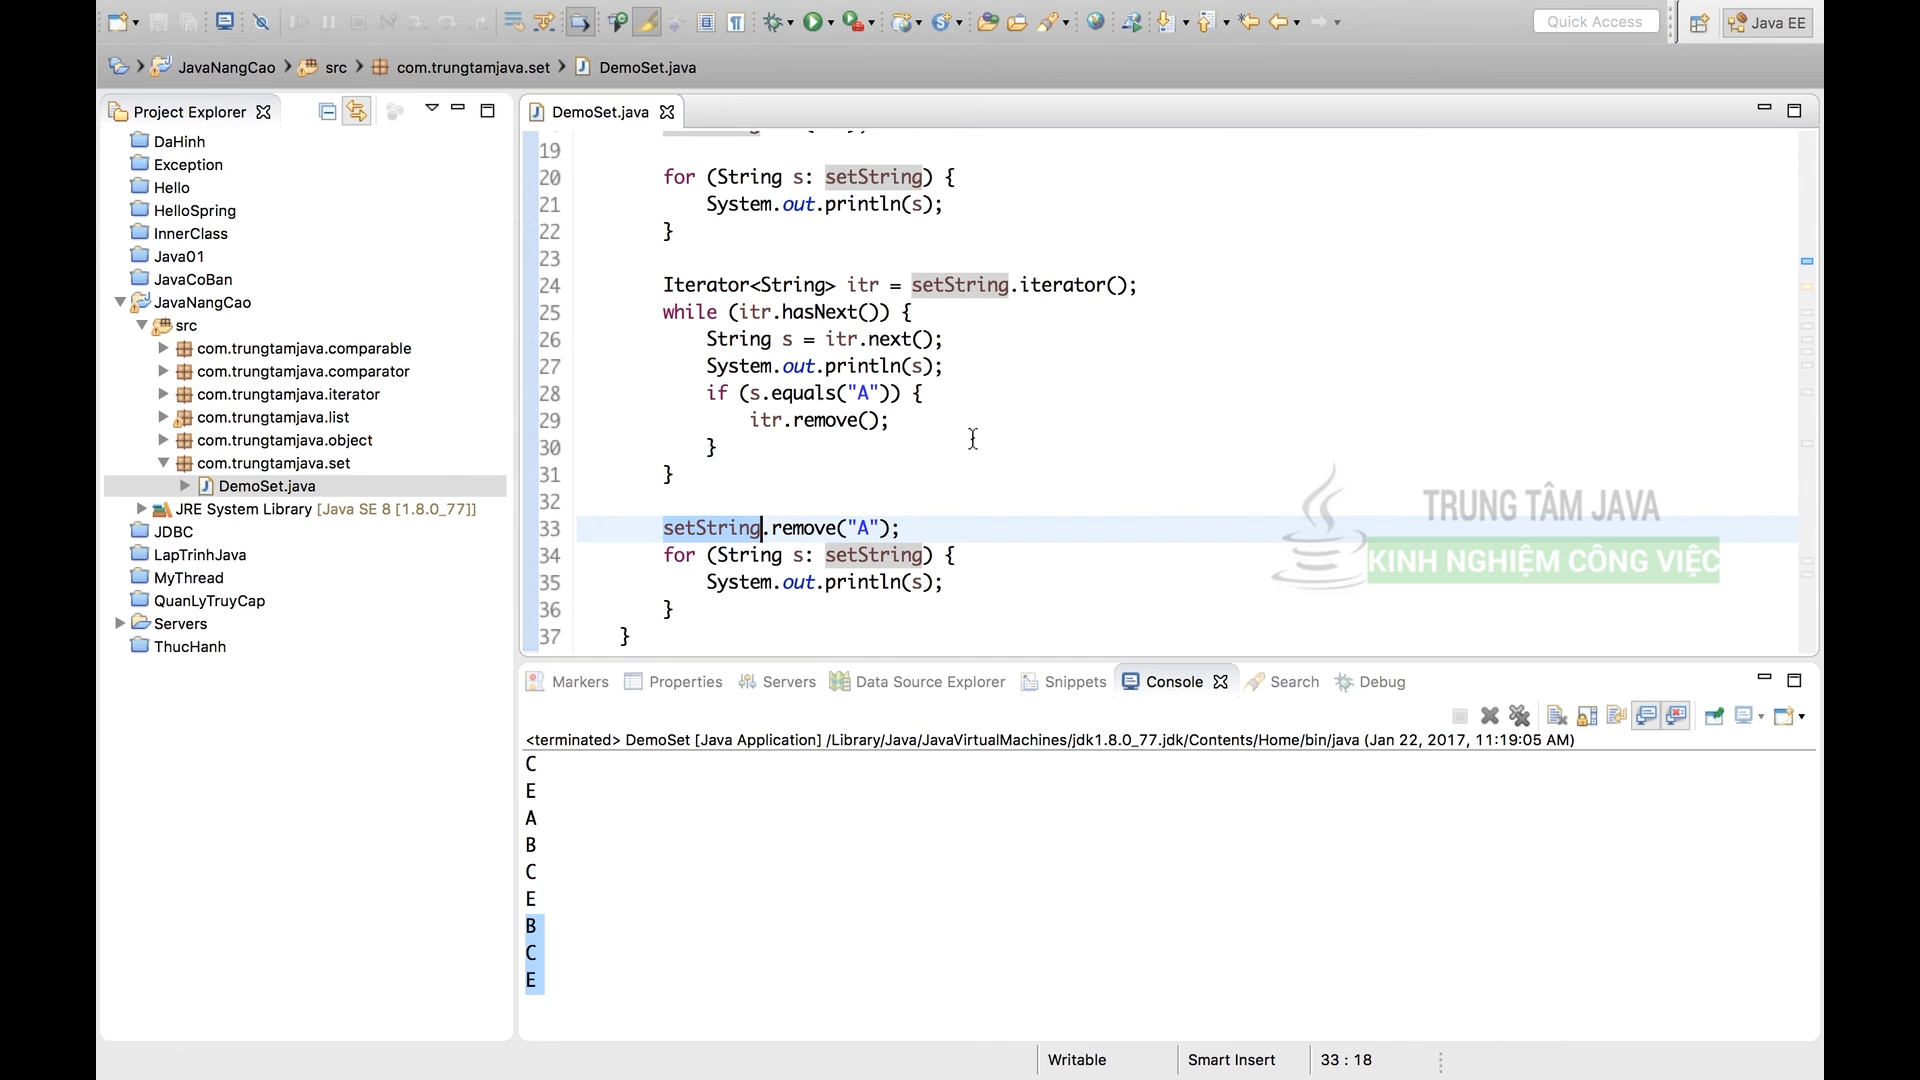 Quick Access
Java EE
JavaNangCao
src
com.trungtamjava.set
DemoSet.java
Project Explorer
DaHinh
Exception
Hello
HelloSpring
InnerClass
Java01
JavaCoBan
JavaNangCao
src
com.trungtamjava.comparable
com.trungtamjava.comparator
com.trungtamjava.iterator
com.trungtamjava.list
com.trungtamjava.object
com.trungtamjava.set
DemoSet.java
JRE System Library [Java SE 8 [1.8.0_77]]
JDBC
LapTrinhJava
MyThread
QuanLyTruyCap
Servers
ThucHanh
DemoSet.java
19
20 for (String s: setString) {
21 System.out.println(s);
22 }
23
24 Iterator<String> itr = setString.iterator();
25 while (itr.hasNext()) {
26 String s = itr.next();
27 System.out.println(s);
28 if (s.equals("A")) {
29 itr.remove();
30 }
31 }
32
33 setString.remove("A");
34 for (String s: setString) {
35 System.out.println(s);
36 }
37 }
TRUNG TÂM JAVA
KINH NGHIỆM CÔNG VIỆC
Markers Properties Servers Data Source Explorer Snippets Console Search Debug
<terminated> DemoSet [Java Application] /Library/Java/JavaVirtualMachines/jdk1.8.0_77.jdk/Contents/Home/bin/java (Jan 22, 2017, 11:19:05 AM)
C
E
A
B
C
E
B
C
E
Writable Smart Insert 33 : 18